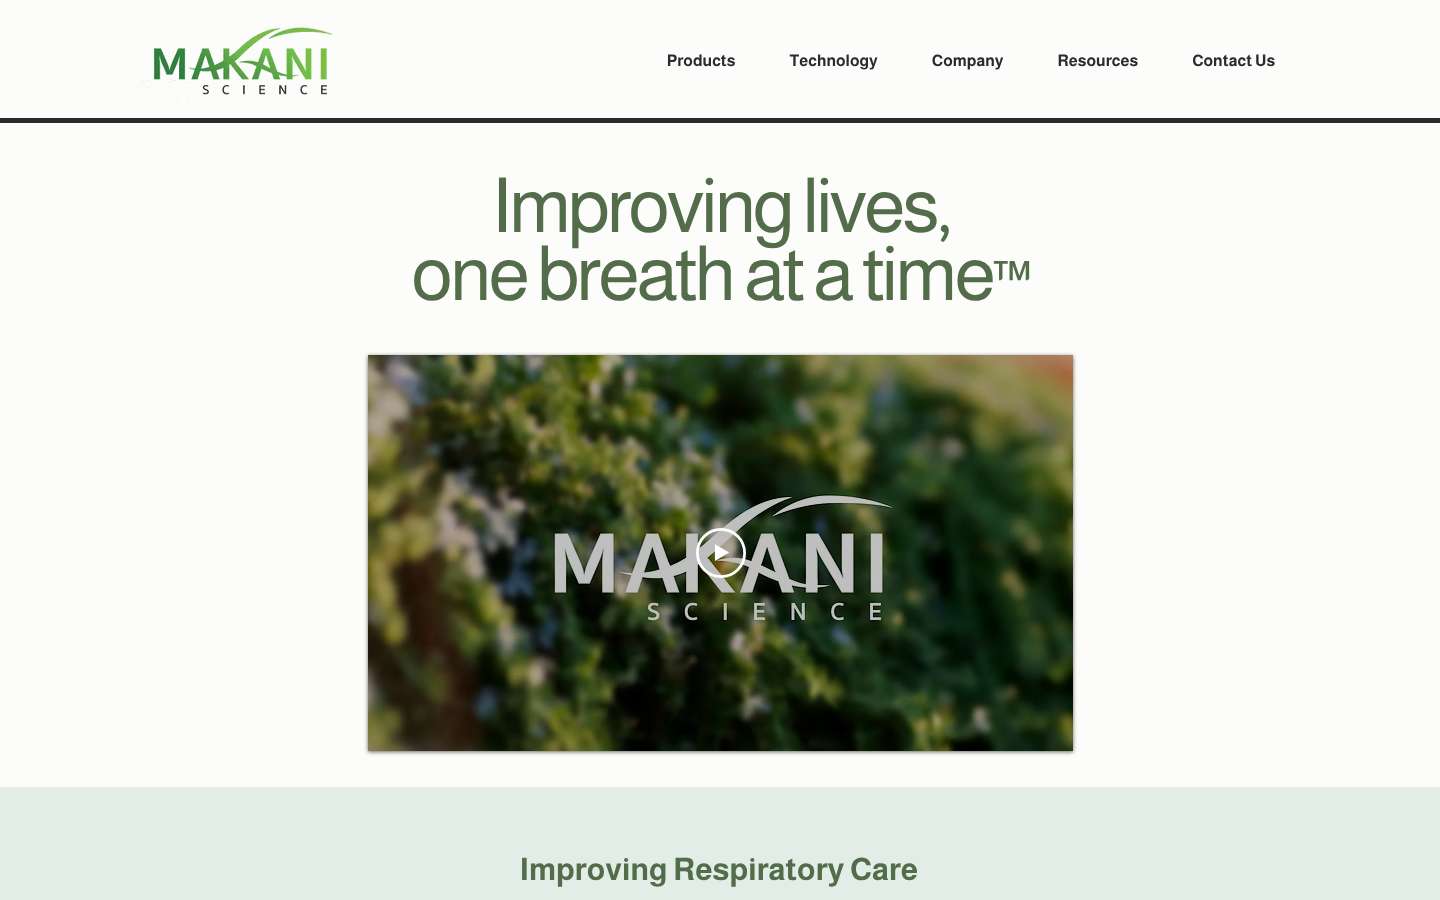 MAKANI
SCIENCE
Products
Technology
Company
Resources
Contact Us
Improving lives,
one breath at a time™
MAKANI
SCIENCE
Improving Respiratory Care